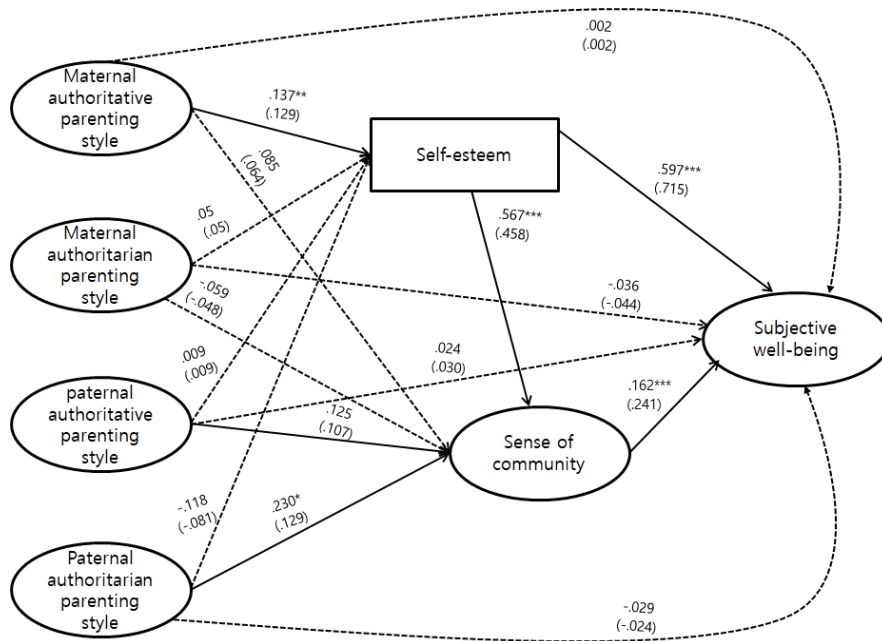 .002
(.002)
Maternal
authoritative
parenting
style
.137**
(.129)
.085
(.064)
Self-esteem
.597***
(.715)
.05
(.05)
.567***
(.458)
Maternal
authoritarian
parenting
style
-.059
(-.048)
-.036
(-.044)
Subjective
well-being
.009
(.009)
.024
(.030)
paternal
authoritative
parenting
style
.125
(.107)
.162***
(.241)
Sense of
community
-.118
(-.081)
.230*
(.129)
Paternal
authoritarian
parenting
style
-.029
(-.024)